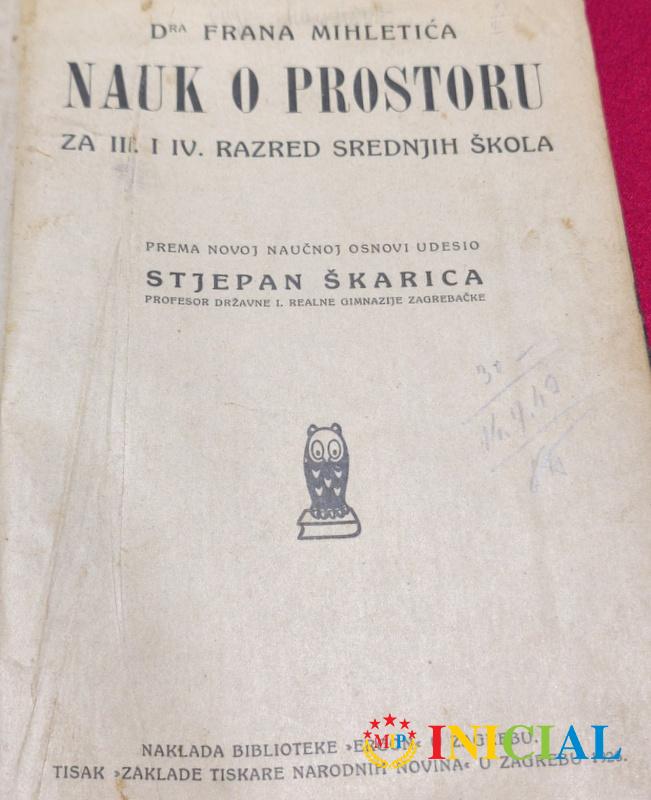 DRA FRANA MIHLETIĆA
NAUK O PROSTORU
ZA III. I IV. RAZRED SREDNJIH ŠKOLA
PREMA NOVOJ NAUČNOJ OSNOVI UDESIO
STJEPAN ŠKARICA
PROFESOR DRŽAVNE I. REALNE GIMNAZIJE ZAGREBAČKE
NAKLADA BIBLIOTEKE ZAGREBU.
TISAK »ZAKLADE TISKARE NARODNIH NOVINA« U ZAGREBU
INICIAL